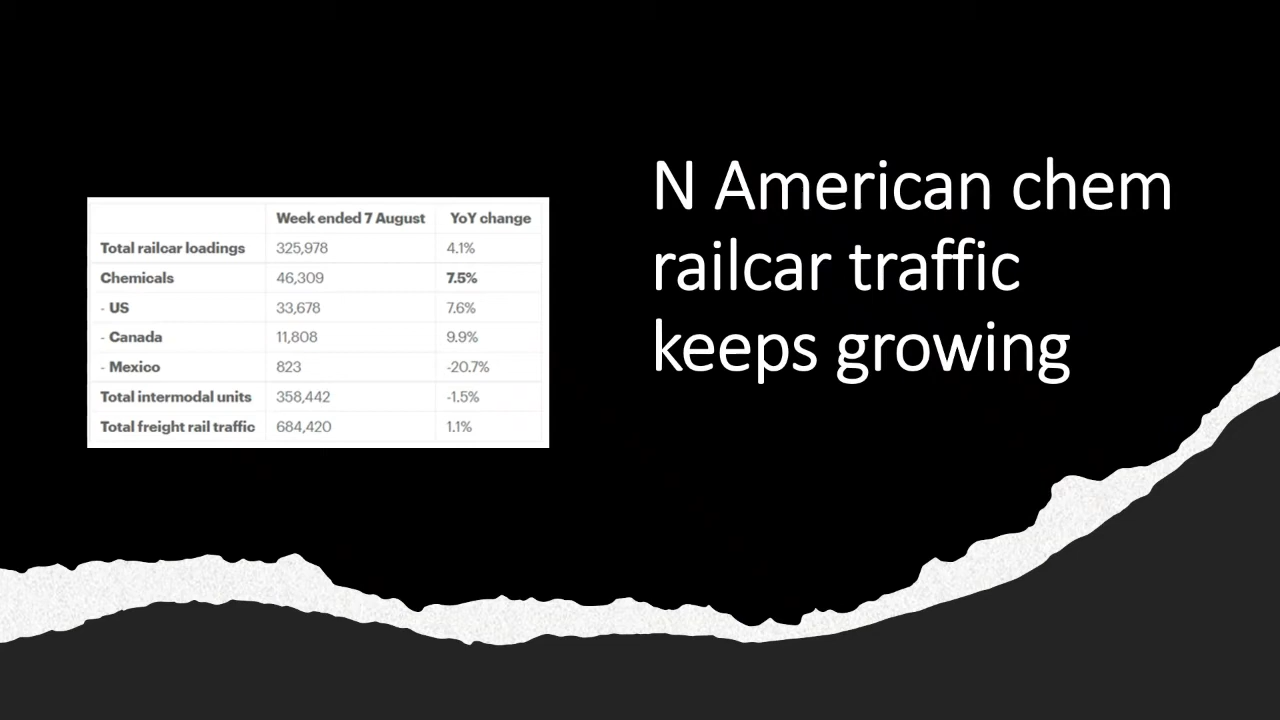 Week ended 7 August YoY change
Total railcar loadings 325,978 4.1%
Chemicals 46,309 7.5%
- US 33,678 7.6%
- Canada 11,808 9.9%
- Mexico 823 -20.7%
Total intermodal units 358,442 -1.5%
Total freight rail traffic 684,420 1.1%
N American chem
railcar traffic
keeps growing